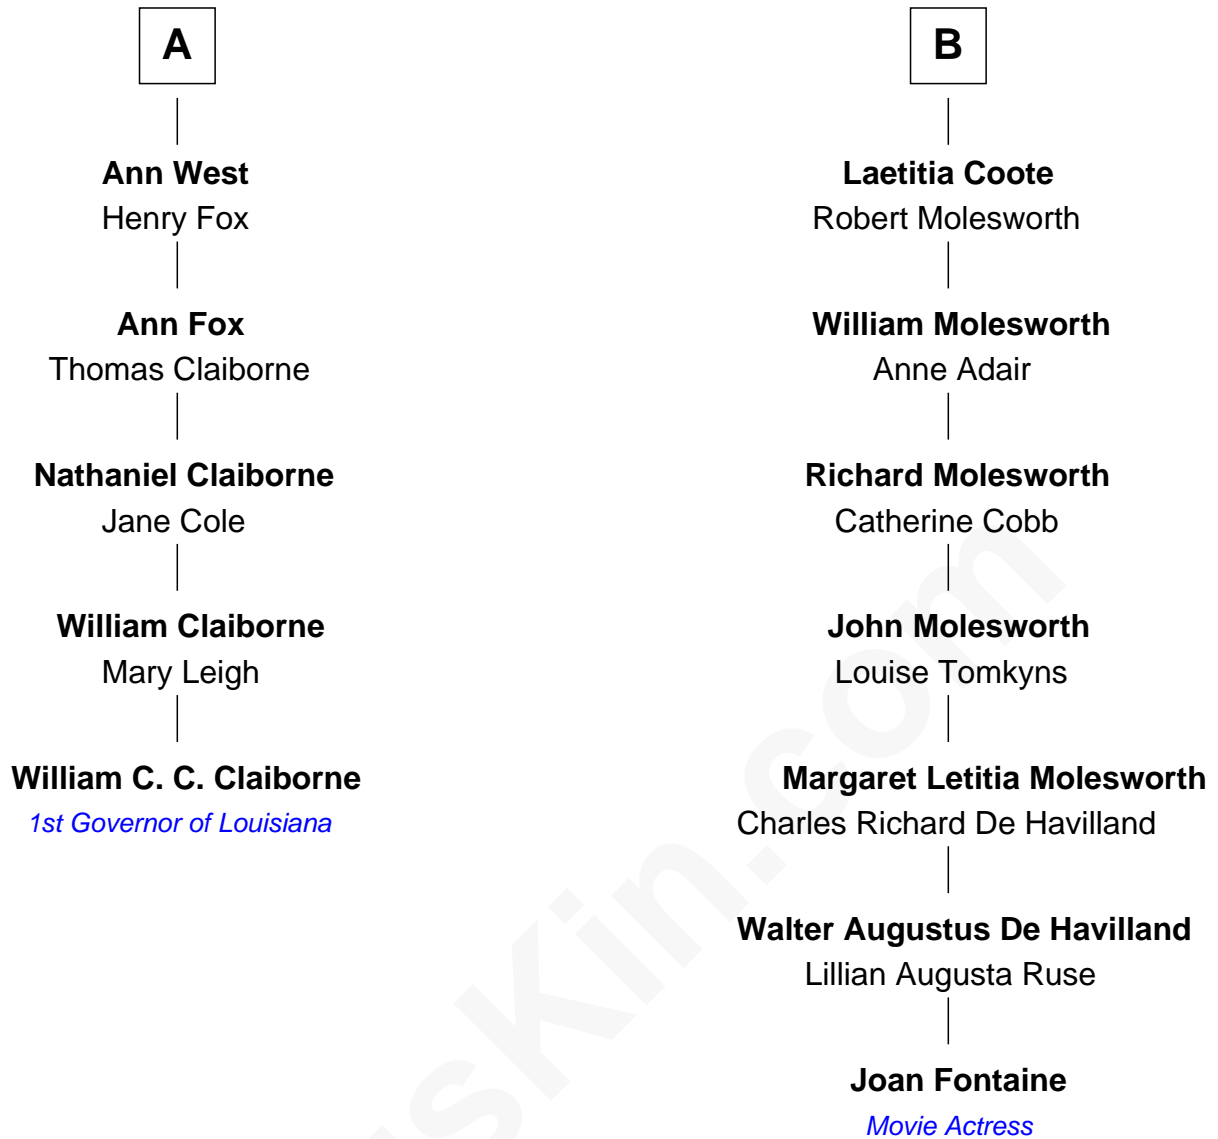 A
Ann West
Henry Fox
Ann Fox
Thomas Claiborne
Nathaniel Claiborne
Jane Cole
William Claiborne
Mary Leigh
William C. C. Claiborne
1st Governor of Louisiana
B
Laetitia Coote
Robert Molesworth
William Molesworth
Anne Adair
Richard Molesworth
Catherine Cobb
John Molesworth
Louise Tomkyns
Margaret Letitia Molesworth
Charles Richard De Havilland
Walter Augustus De Havilland
Lillian Augusta Ruse
Joan Fontaine
Movie Actress
usKin.com